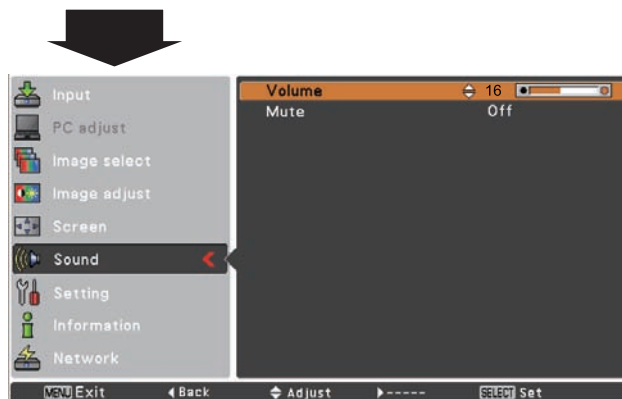 Input
PC adjust
Image select
Image adjust
Screen
Sound
Setting
Information
Network
Volume 16
Mute Off
MENU Exit Back Adjust ----- SELECT Set